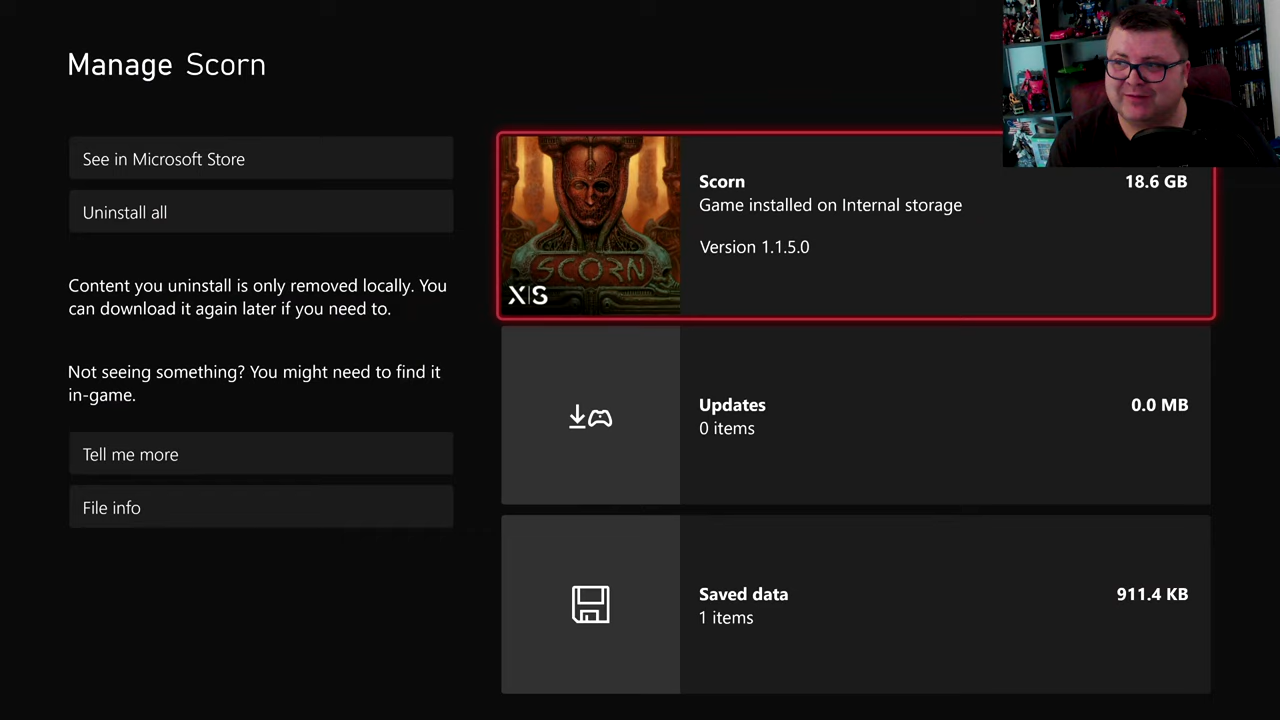 Manage Scorn
See in Microsoft Store
Uninstall all
Content you uninstall is only removed locally. You
can download it again later if you need to.
Not seeing something? You might need to find it
in-game.
Tell me more
File info
SCORN
X|S
Scorn
18.6 GB
Game installed on Internal storage
Version 1.1.5.0
Updates
0.0 MB
0 items
Saved data
911.4 KB
1 items